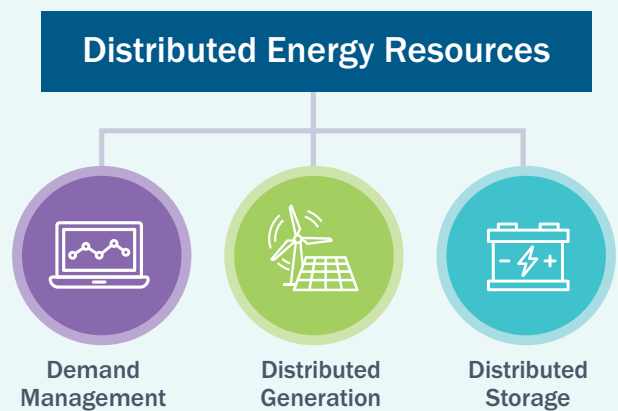 Distributed Energy Resources
Demand
Management
Distributed
Generation
Distributed
Storage